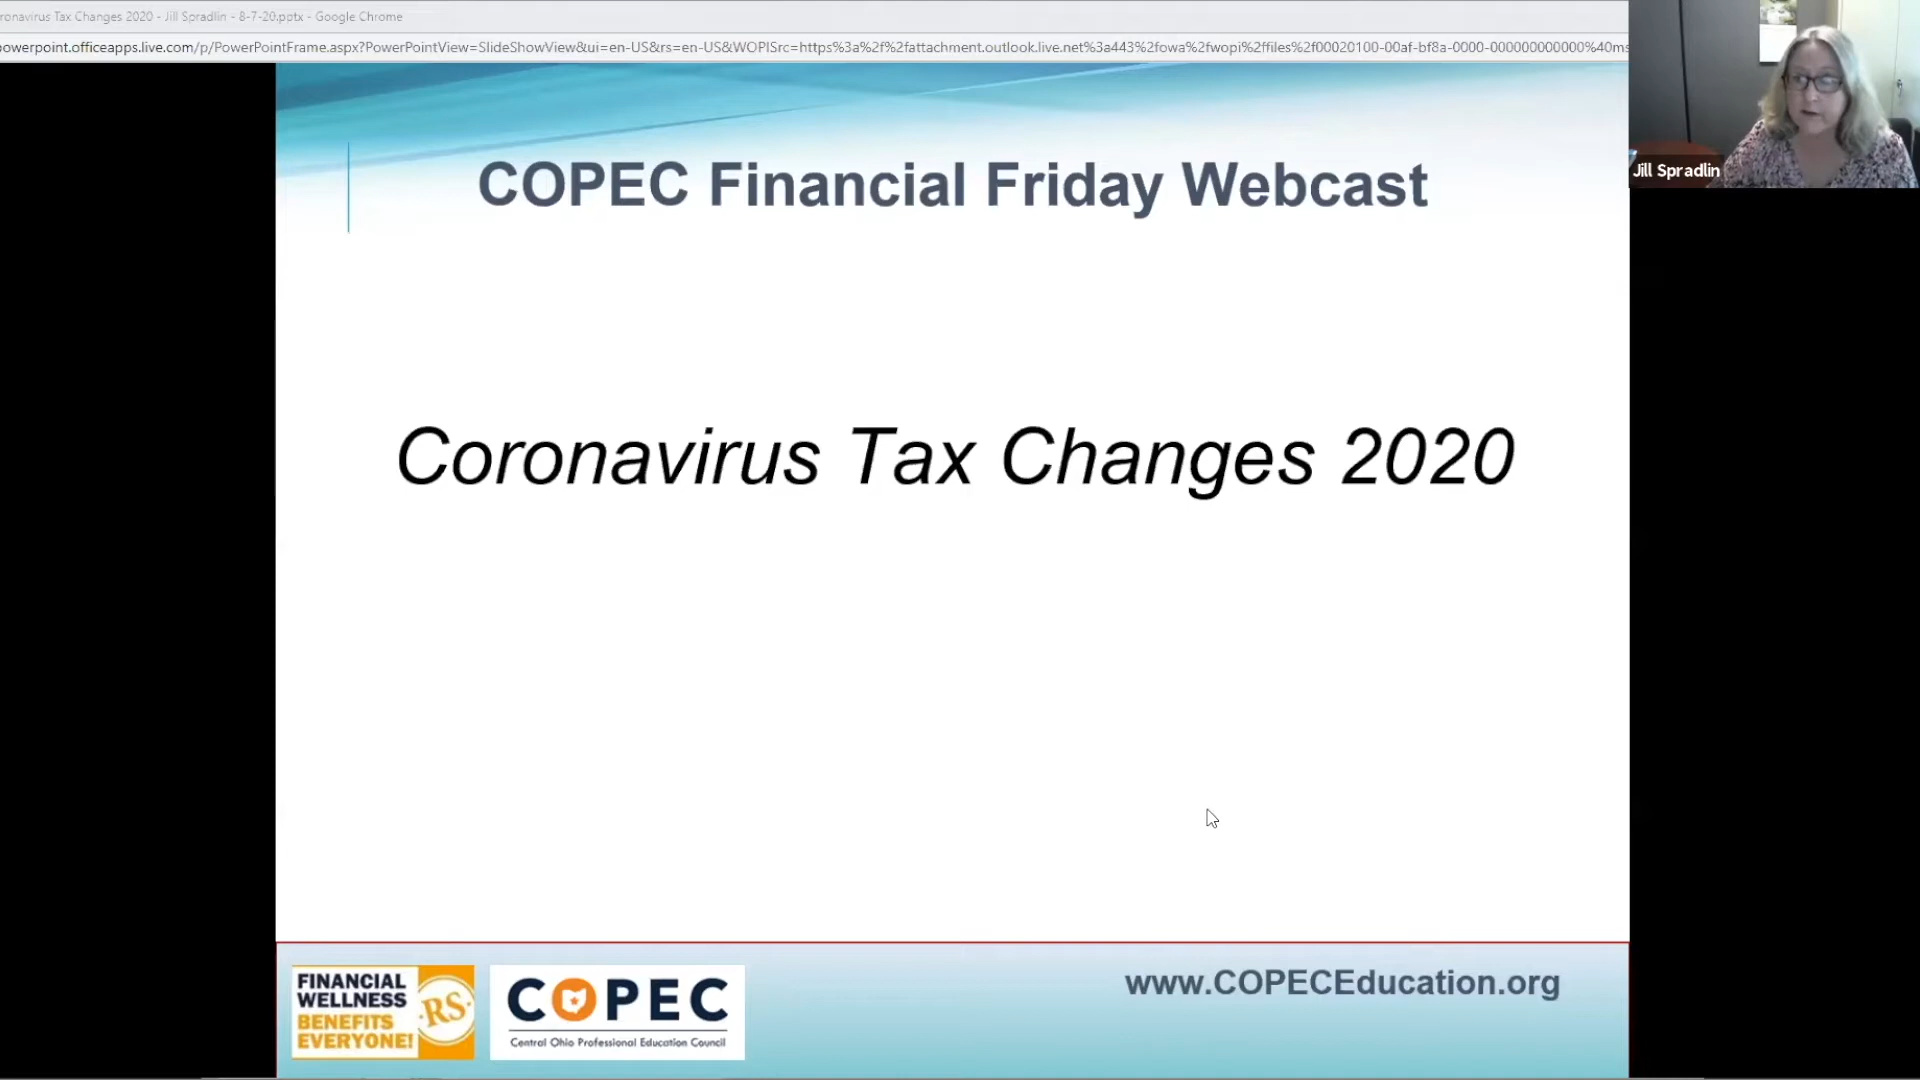 ronavirus Tax Changes 2020 - Jill Spradlin - 8-7-20.pptx - Google Chrome
powerpoint.officeapps.live.com/p/PowerPointFrame.aspx?PowerPointView=SlideShowView&ui=en-US&rs=en-US&WOPISrc=https%3a%2f%2fattachment.outlook.live.net%3a443%2fowa%2fwopi%2ffiles%2f00020100-00af-bf8a-0000-000000000000%40ms
Jill Spradlin
COPEC Financial Friday Webcast
Coronavirus Tax Changes 2020
FINANCIAL
WELLNESS
BENEFITS
EVERYONE!
RS
COPEC
Central Ohio Professional Education Council
www.COPECEducation.org